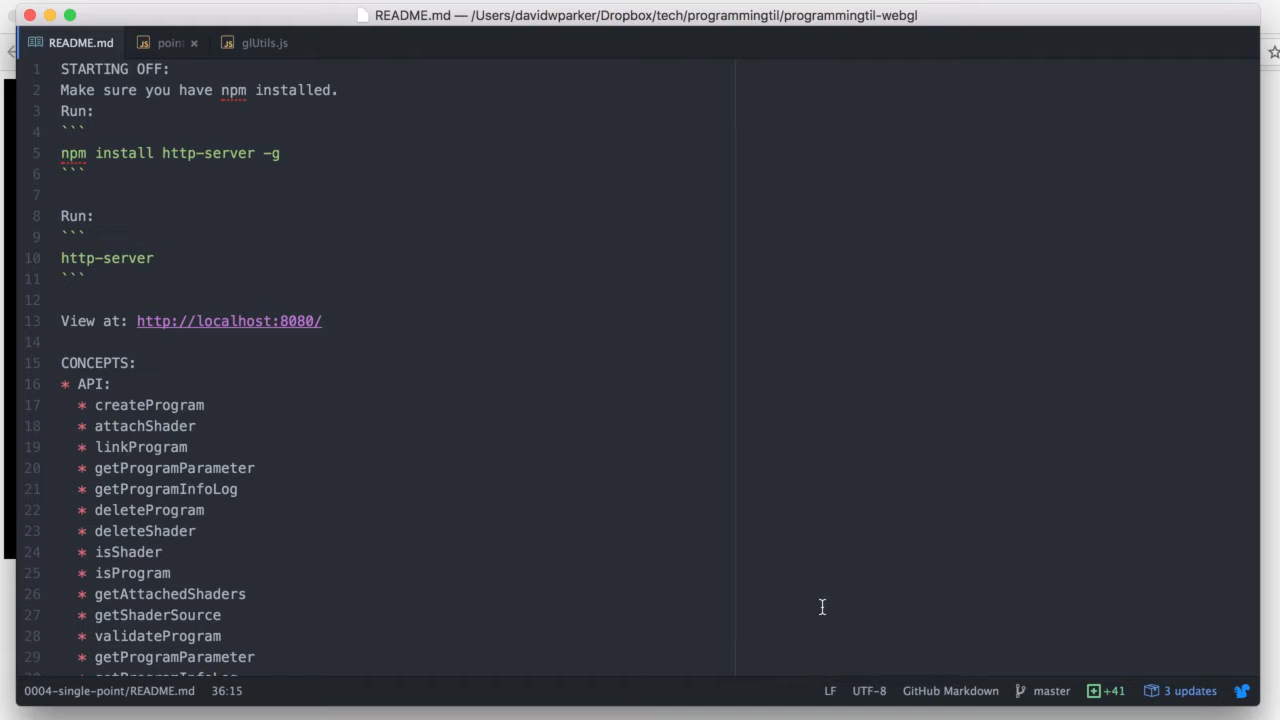 README.md — /Users/davidwparker/Dropbox/tech/programmingtil/programmingtil-webgl
README.md
point
glUtils.js
1 STARTING OFF:
2 Make sure you have npm installed.
3 Run:
4 ```
5 npm install http-server -g
6 ```
7
8 Run:
9 ```
10 http-server
11 ```
12
13 View at: http://localhost:8080/
14
15 CONCEPTS:
16 * API:
17 * createProgram
18 * attachShader
19 * linkProgram
20 * getProgramParameter
21 * getProgramInfoLog
22 * deleteProgram
23 * deleteShader
24 * isShader
25 * isProgram
26 * getAttachedShaders
27 * getShaderSource
28 * validateProgram
29 * getProgramParameter
0004-single-point/README.md 36:15 LF UTF-8 GitHub Markdown master +41 3 updates